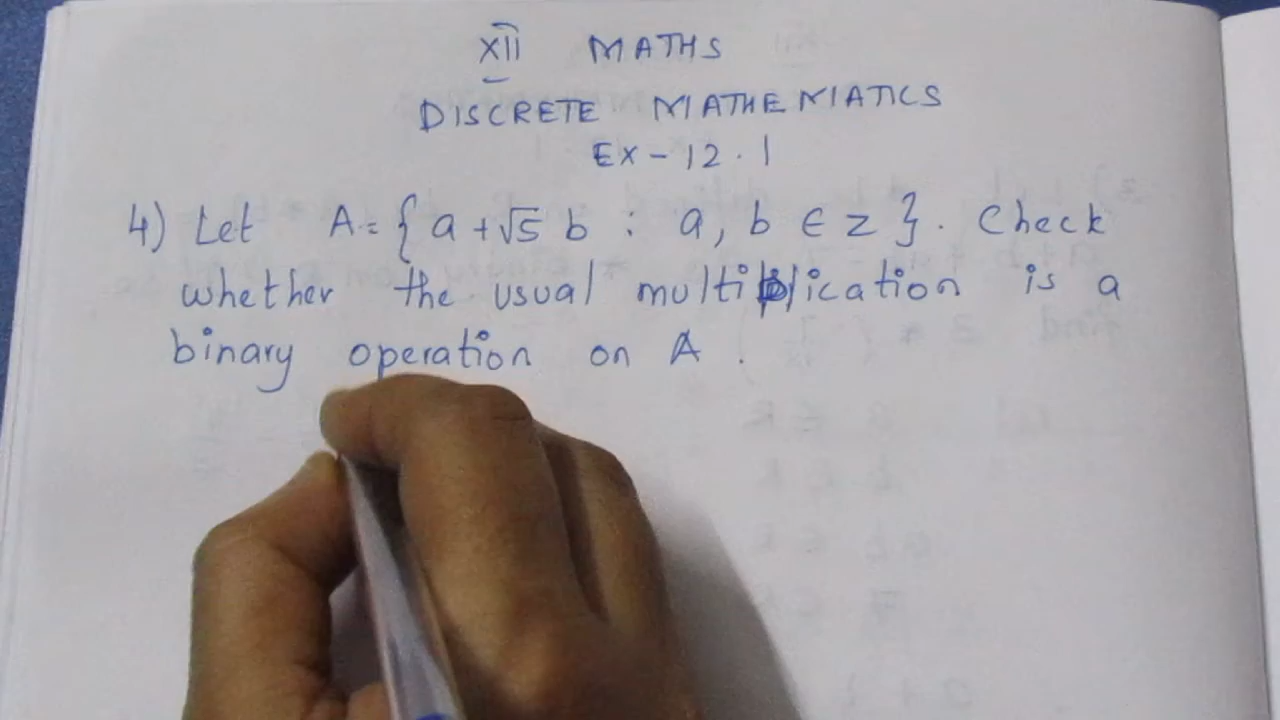 XII MATHS
DISCRETE MATHEMATICS
EX - 12.1
4) Let A = { a + √5 b : a, b ∈ z }. Check
whether the usual multiplication is a
binary operation on A.